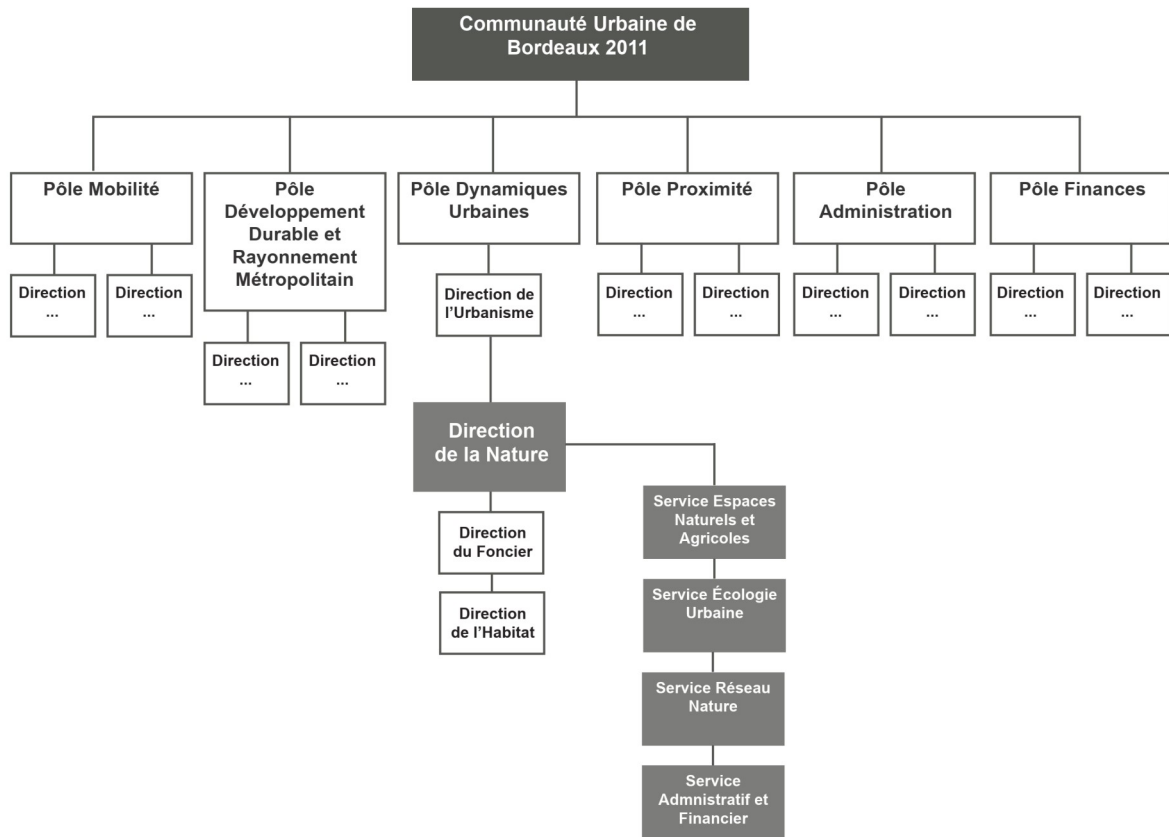 Communauté Urbaine de
Bordeaux 2011
Pôle Mobilité
Pôle
Développement
Durable et
Rayonnement
Métropolitain
Pôle Dynamiques
Urbaines
Pôle Proximité
Pôle
Administration
Pôle Finances
Direction
...
Direction
...
Direction
...
Direction
...
Direction de
l’Urbanisme
Direction
...
Direction
...
Direction
...
Direction
...
Direction
...
Direction
...
Direction
de la Nature
Direction
du Foncier
Direction
de l’Habitat
Service Espaces
Naturels et
Agricoles
Service Écologie
Urbaine
Service Réseau
Nature
Service
Admnistratif et
Financier